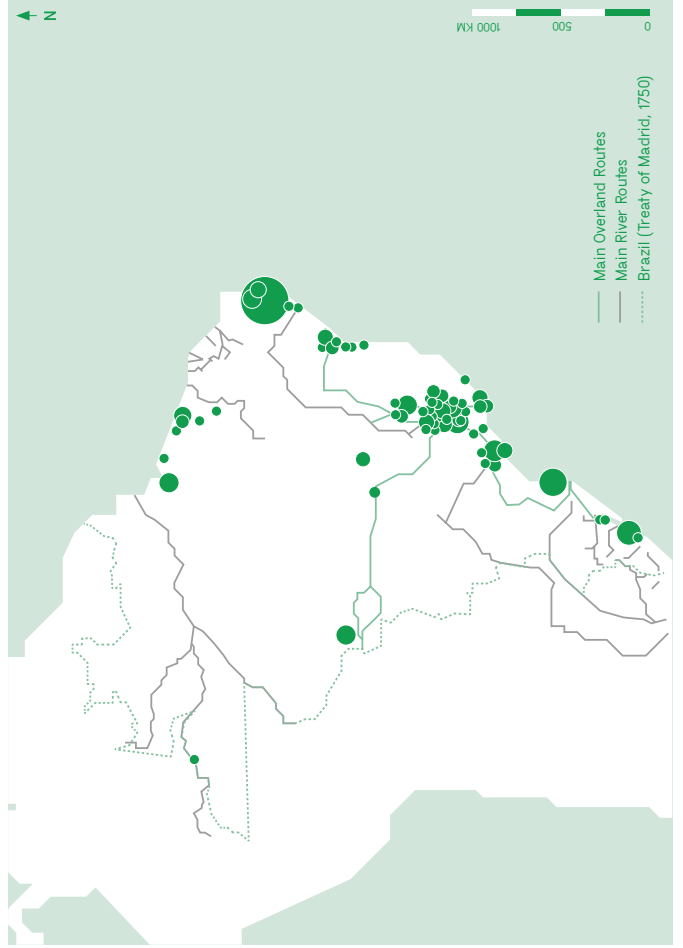 N
1000 KM
500
0
Main Overland Routes
Main River Routes
Brazil (Treaty of Madrid, 1750)